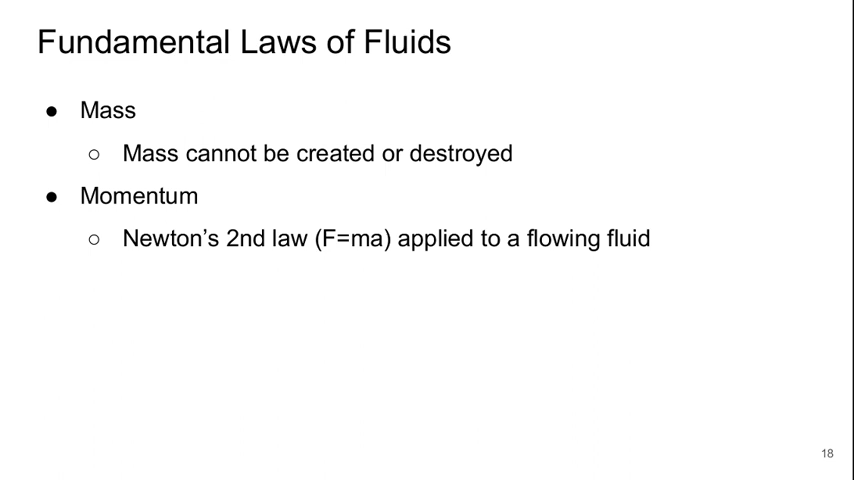 Fundamental Laws of Fluids
● Mass
○ Mass cannot be created or destroyed
● Momentum
○ Newton’s 2nd law (F=ma) applied to a flowing fluid
18